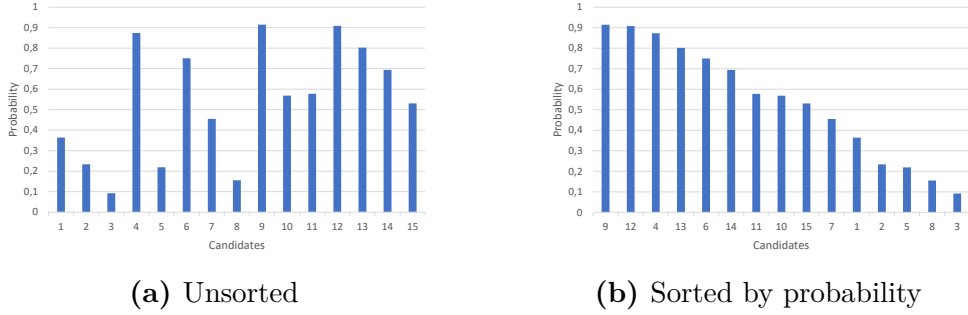 1
0,9
0,8
0,7
0,6
0,5
0,4
0,3
0,2
0,1
0
Probability
1 2 3 4 5 6 7 8 9 10 11 12 13 14 15
Candidates
(a) Unsorted
1
0,9
0,8
0,7
0,6
0,5
0,4
0,3
0,2
0,1
0
Probability
9 12 4 13 6 14 11 10 15 7 1 2 5 8 3
Candidates
(b) Sorted by probability